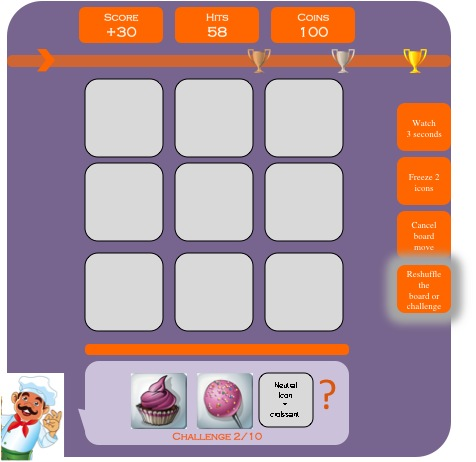 Score
+30
Hits
58
Coins
100
Watch
3 seconds
Freeze 2
icons
Cancel
board
move
Reshuffle
the
board or
challenge
Neutral
Icon
+
croissant
?
Challenge 2/10